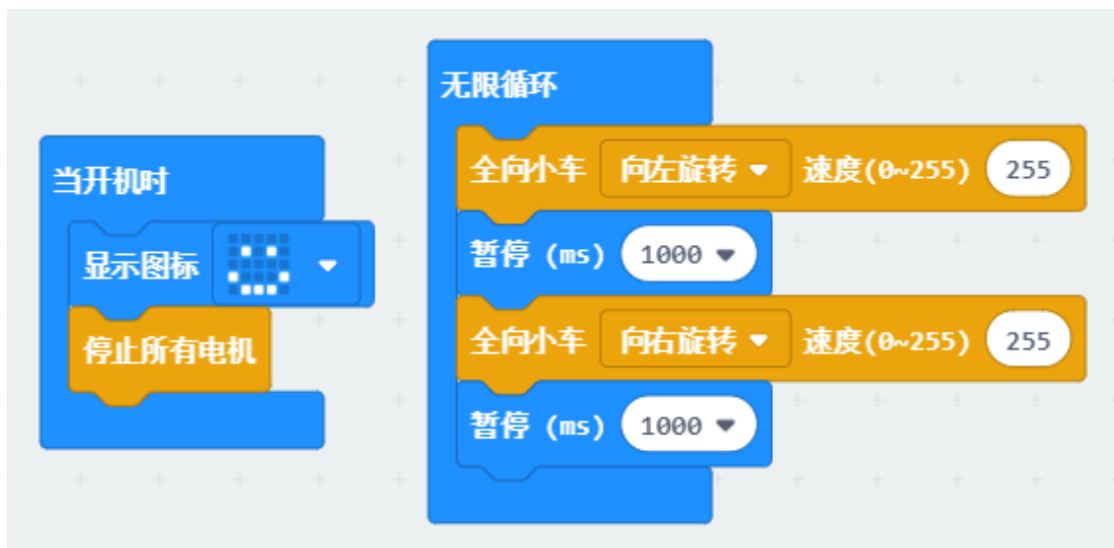 当开机时
显示图标
停止所有电机
无限循环
全向小车 向左旋转 速度(0~255) 255
暂停 (ms) 1000
全向小车 向右旋转 速度(0~255) 255
暂停 (ms) 1000